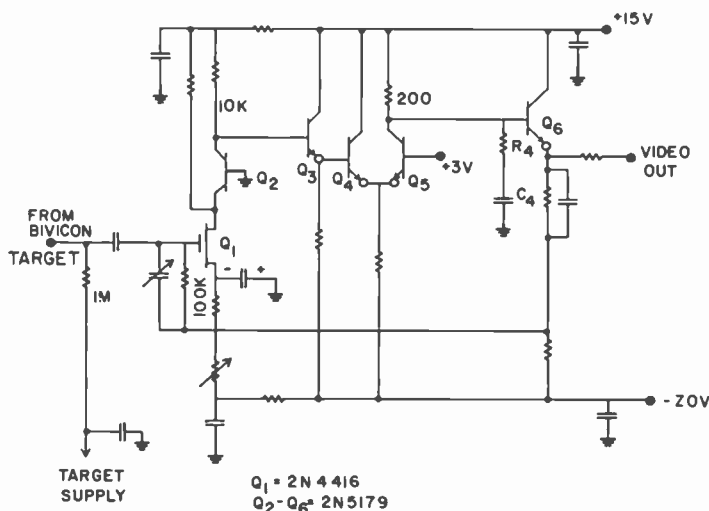 +15V
10K
200
Q6
R4
Q3
Q4
Q5
+3V
VIDEO
OUT
Q2
C4
FROM
BIVICON
TARGET
Q1
- +
100K
1M
-20V
TARGET
SUPPLY
Q1 = 2N4416
Q2-Q6= 2N5179